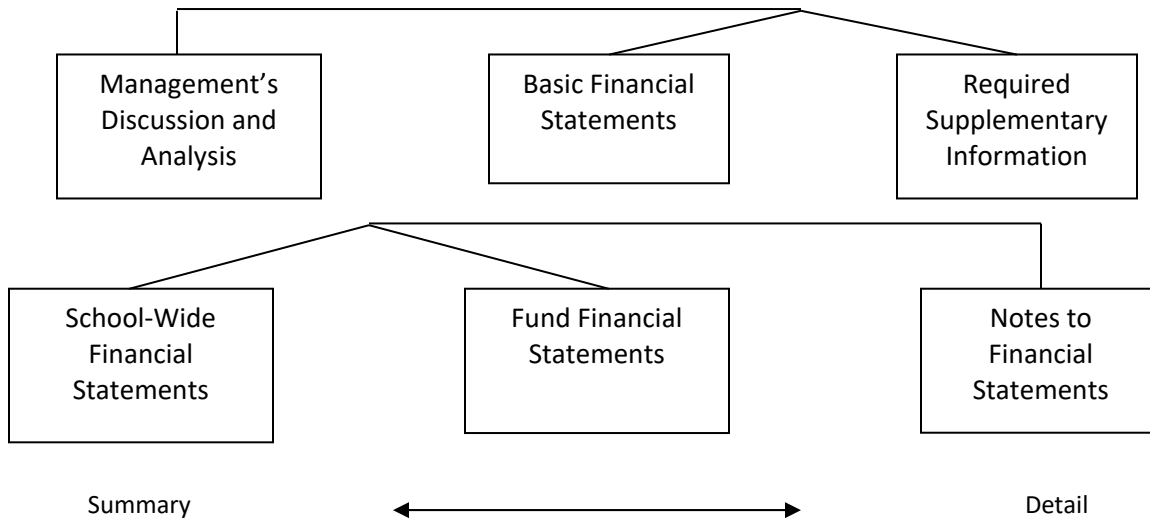 Management’s
Discussion and
Analysis
Basic Financial
Statements
Required
Supplementary
Information
School-Wide
Financial
Statements
Fund Financial
Statements
Notes to
Financial
Statements
Summary
Detail